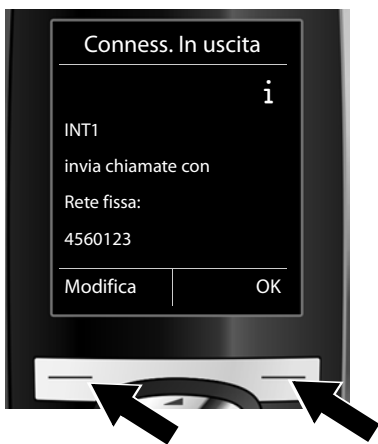 Conness. In uscita
i
INT1
invia chiamate con
Rete fissa:
4560123
Modifica OK